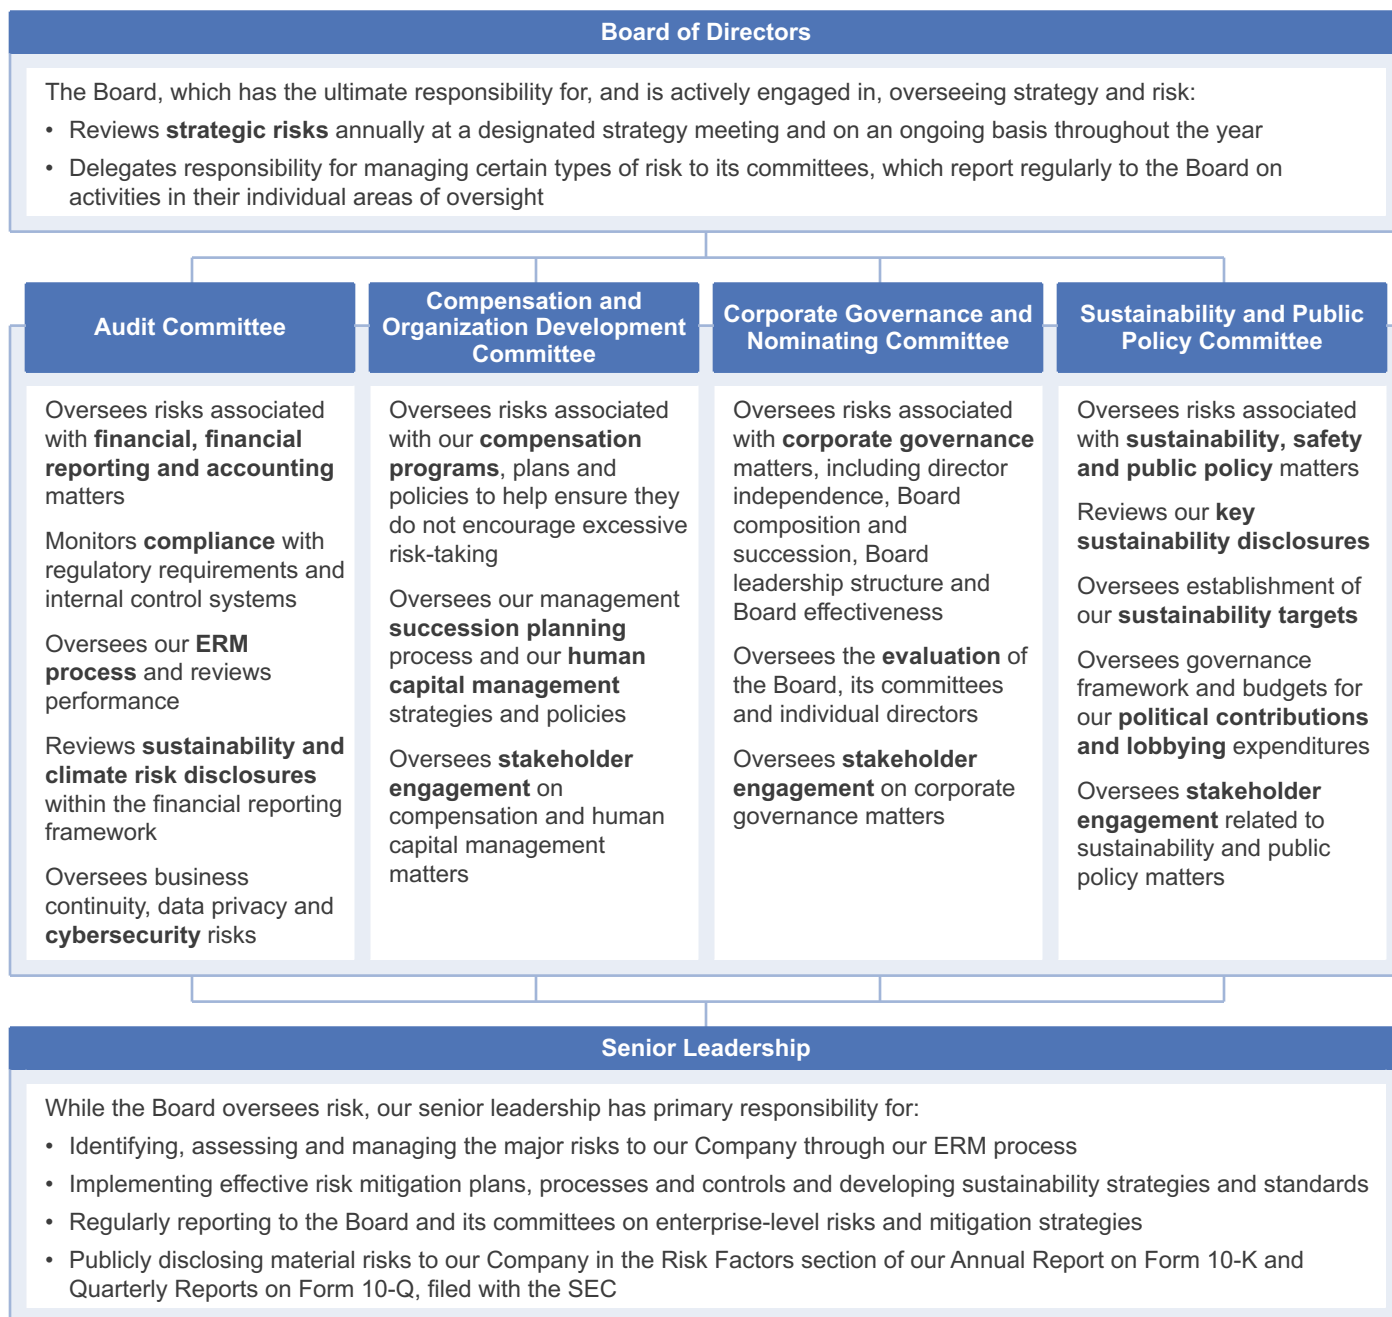 Board of Directors
The Board, which has the ultimate responsibility for, and is actively engaged in, overseeing strategy and risk:
• Reviews strategic risks annually at a designated strategy meeting and on an ongoing basis throughout the year
• Delegates responsibility for managing certain types of risk to its committees, which report regularly to the Board on
activities in their individual areas of oversight
Audit Committee
Oversees risks associated
with financial, financial
reporting and accounting
matters
Monitors compliance with
regulatory requirements and
internal control systems
Oversees our ERM
process and reviews
performance
Reviews sustainability and
climate risk disclosures
within the financial reporting
framework
Oversees business
continuity, data privacy and
cybersecurity risks
Compensation and
Organization Development
Committee
Oversees risks associated
with our compensation
programs, plans and
policies to help ensure they
do not encourage excessive
risk-taking
Oversees our management
succession planning
process and our human
capital management
strategies and policies
Oversees stakeholder
engagement on
compensation and human
capital management
matters
Corporate Governance and
Nominating Committee
Oversees risks associated
with corporate governance
matters, including director
independence, Board
composition and
succession, Board
leadership structure and
Board effectiveness
Oversees the evaluation of
the Board, its committees
and individual directors
Oversees stakeholder
engagement on corporate
governance matters
Sustainability and Public
Policy Committee
Oversees risks associated
with sustainability, safety
and public policy matters
Reviews our key
sustainability disclosures
Oversees establishment of
our sustainability targets
Oversees governance
framework and budgets for
our political contributions
and lobbying expenditures
Oversees stakeholder
engagement related to
sustainability and public
policy matters
Senior Leadership
While the Board oversees risk, our senior leadership has primary responsibility for:
• Identifying, assessing and managing the major risks to our Company through our ERM process
• Implementing effective risk mitigation plans, processes and controls and developing sustainability strategies and standards
• Regularly reporting to the Board and its committees on enterprise-level risks and mitigation strategies
• Publicly disclosing material risks to our Company in the Risk Factors section of our Annual Report on Form 10-K and
Quarterly Reports on Form 10-Q, filed with the SEC